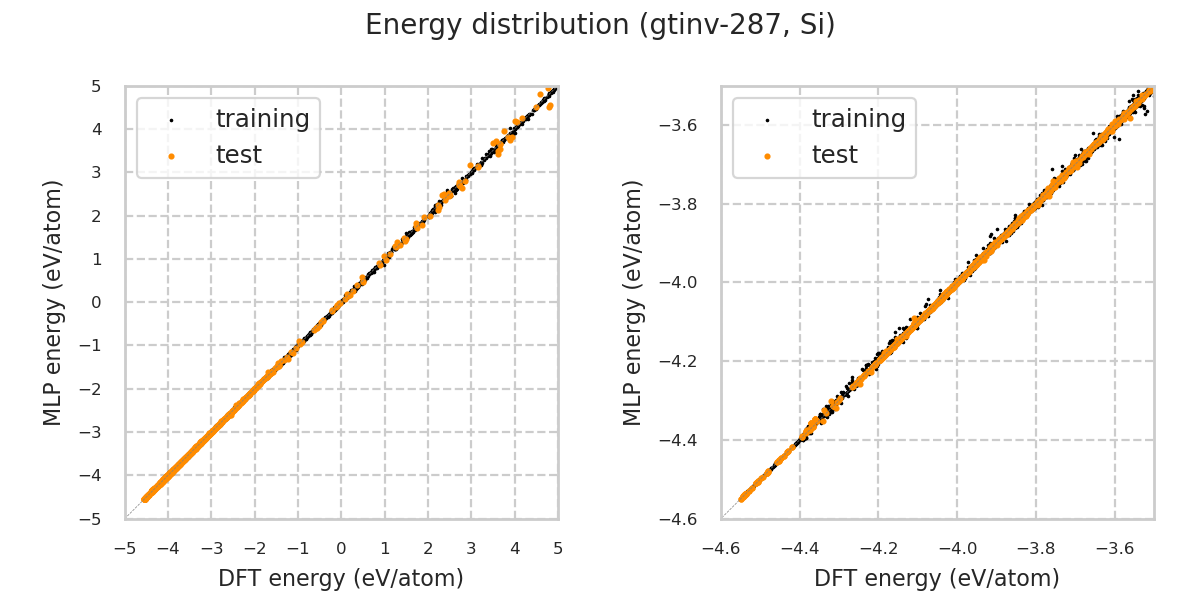 Energy distribution (gtinv-287, Si)
training
test
5
4
3
2
1
0
−1
−2
−3
−4
−5
MLP energy (eV/atom)
−5 −4 −3 −2 −1 0 1 2 3 4 5
DFT energy (eV/atom)
training
test
−3.6
−3.8
−4.0
−4.2
−4.4
−4.6
MLP energy (eV/atom)
−4.6 −4.4 −4.2 −4.0 −3.8 −3.6
DFT energy (eV/atom)